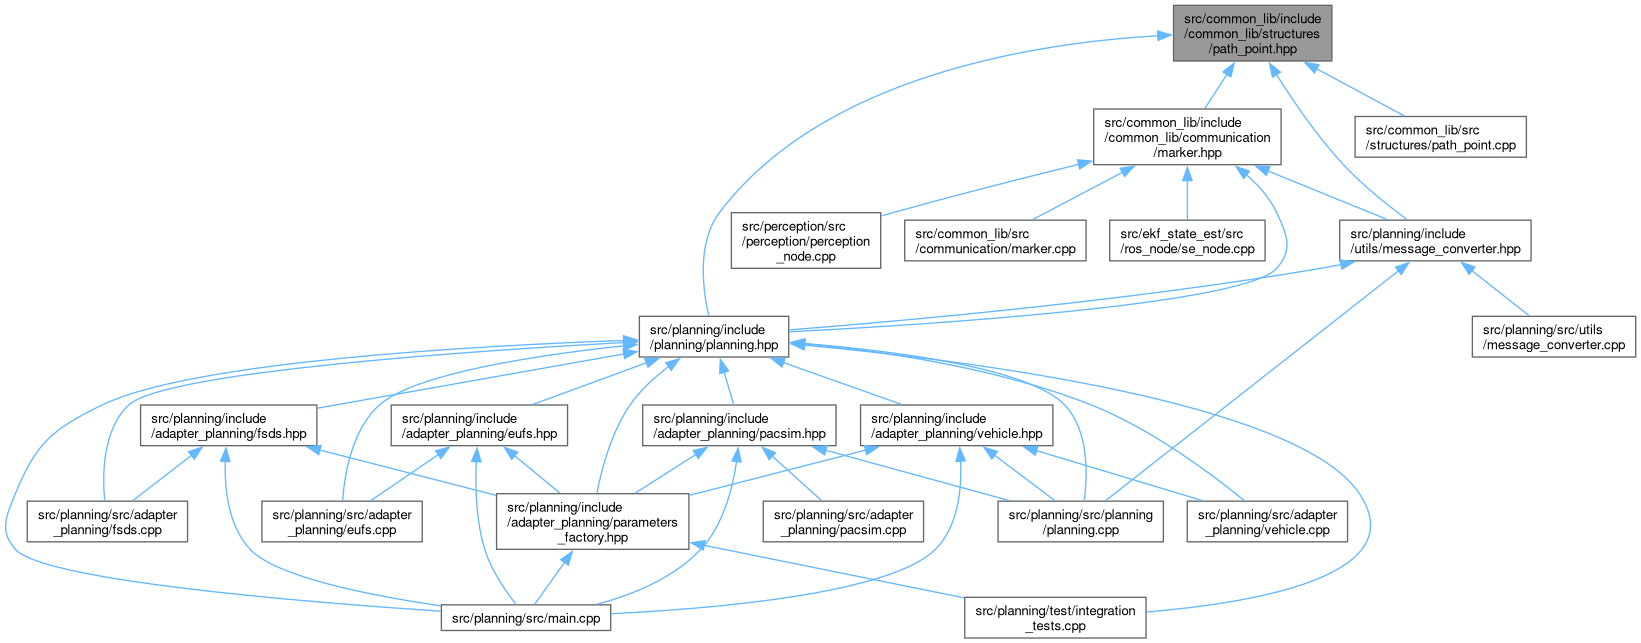 src/common_lib/include
/common_lib/structures
/path_point.hpp
src/common_lib/include
/common_lib/communication
/marker.hpp
src/common_lib/src
/structures/path_point.cpp
src/perception/src
/perception/perception
_node.cpp
src/common_lib/src
/communication/marker.cpp
src/ekf_state_est/src
/ros_node/se_node.cpp
src/planning/include
/utils/message_converter.hpp
src/planning/include
/planning/planning.hpp
src/planning/src/utils
/message_converter.cpp
src/planning/include
/adapter_planning/fsds.hpp
src/planning/include
/adapter_planning/eufs.hpp
src/planning/include
/adapter_planning/pacsim.hpp
src/planning/include
/adapter_planning/vehicle.hpp
src/planning/src/adapter
_planning/fsds.cpp
src/planning/src/adapter
_planning/eufs.cpp
src/planning/include
/adapter_planning/parameters
_factory.hpp
src/planning/src/adapter
_planning/pacsim.cpp
src/planning/src/planning
/planning.cpp
src/planning/src/adapter
_planning/vehicle.cpp
src/planning/src/main.cpp
src/planning/test/integration
_tests.cpp